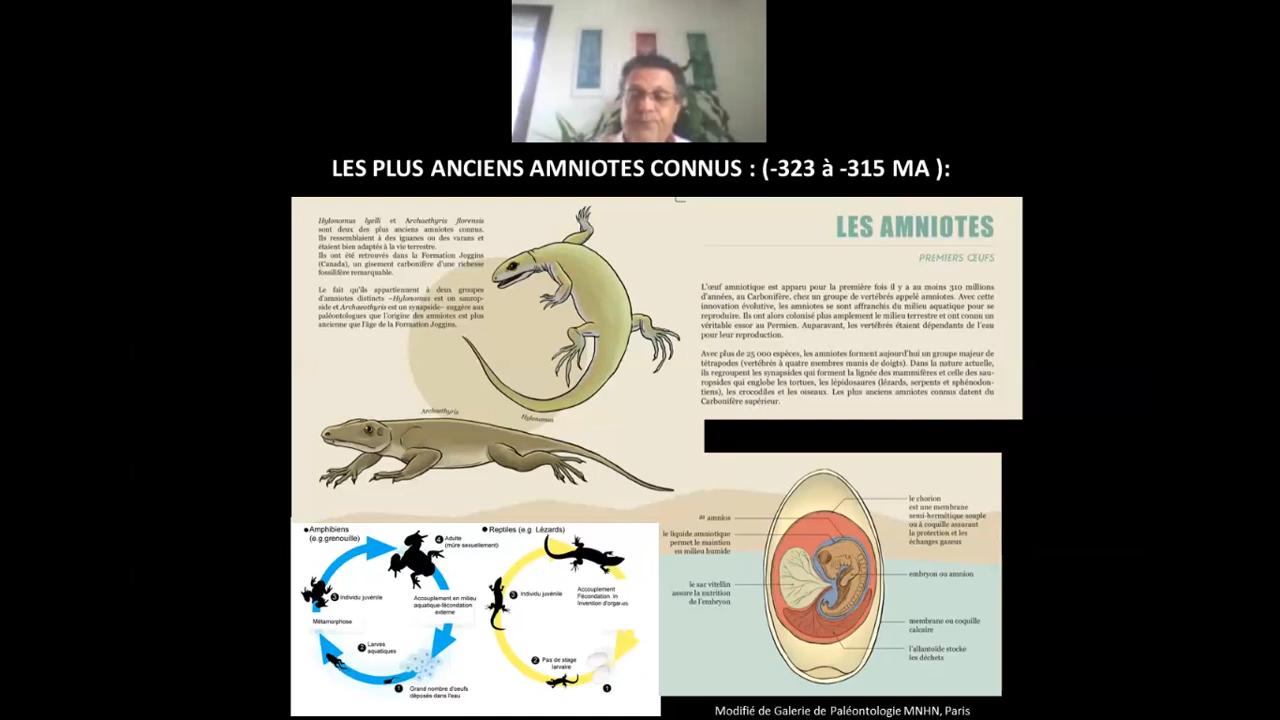 LES PLUS ANCIENS AMNIOTES CONNUS : (-323 à -315 MA ):
Hylonomus lyelli et Archaothyris florensis
sont deux des plus anciens amniotes connus.
Ils ressemblaient à des iguanes ou des varans et
étaient bien adaptés à la vie terrestre.
Ils ont été retrouvés dans la Formation Joggins
(Canada), un gisement carbonifère d'une richesse
fossilifère remarquable.
Le fait qu'ils appartiennent à deux groupes
d'amniotes distincts –Hylonomus est un saurop-
side et Archaeothyris est un synapside– suggère aux
paléontologues que l'origine des amniotes est plus
ancienne que l'âge de la Formation Joggins.
Hylonomus
LES AMNIOTES
PREMIERS ŒUFS
L'œuf amniotique est apparu pour la première fois il y a au moins 310 millions
d'années, au Carbonifère, chez un groupe de vertébrés appelé amniotes. Avec cette
innovation évolutive, les amniotes se sont affranchis du milieu aquatique pour se
reproduire. Ils ont alors colonisé plus amplement le milieu terrestre et ont connu un
véritable essor au Permien. Auparavant, les vertébrés étaient dépendants de l'eau
pour leur reproduction.
Avec plus de 25 000 espèces, les amniotes forment aujourd'hui un groupe majeur de
tétrapodes (vertébrés à quatre membres munis de doigts). Dans la nature actuelle,
ils regroupent les synapsides qui forment la lignée des mammifères et celle des sau-
ropsides qui englobe les tortues, les lépidosaures (lézards, serpents et sphénodon-
tiens), les crocodiles et les oiseaux. Les plus anciens amniotes connus datent du
Carbonifère supérieur.
Amphibiens
(e.g.grenouille)
4 Adulte
(mûre sexuellement)
3 Individu juvénile
Accouplement en milieu
aquatique-fécondation
externe
Métamorphose
2 Larves
aquatiques
1 Grand nombre d'oeufs
déposés dans l'eau
Reptiles (e.g. Lézards)
3 Individu juvénile
Accouplement
Fécondation in
Invention d'organes
2 Pas de stage
larvaire
1
amnios
le liquide amniotique
permet le maintien
en milieu humide
le sac vitellin
assure la nutrition
de l'embryon
le chorion
est une membrane
semi-hermétique souple
ou à coquille assurant
la protection et les
échanges gazeux
embryon ou amnion
membrane ou coquille
calcaire
l'allantoïde stocke
les déchets
Modifié de Galerie de Paléontologie MNHN, Paris